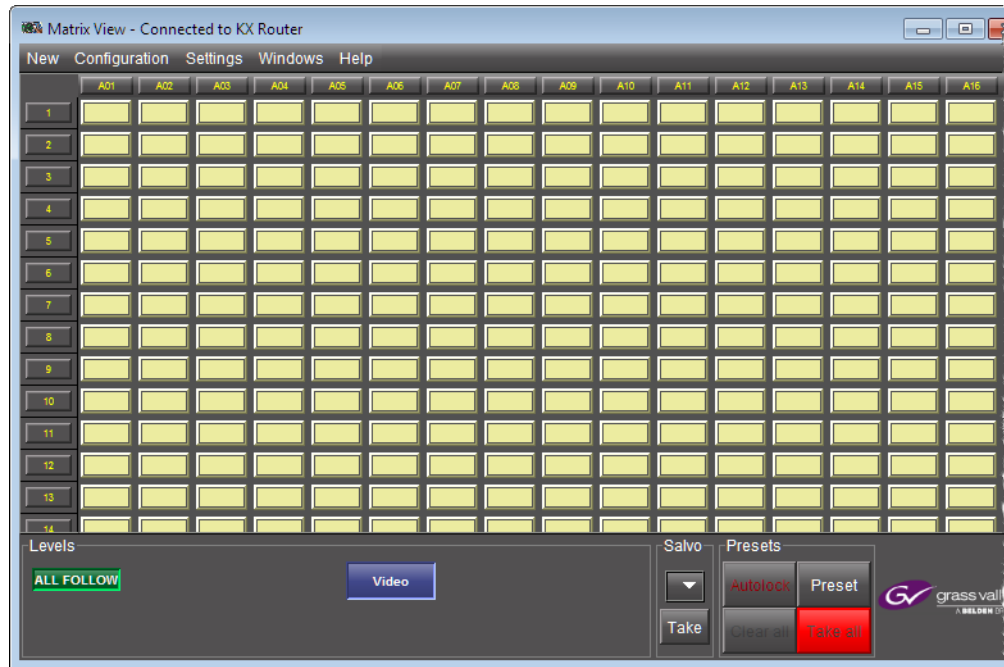 Matrix View - Connected to KX Router
New Configuration Settings Windows Help
A01 A02 A03 A04 A05 A06 A07 A08 A09 A10 A11 A12 A13 A14 A15 A16
1
2
3
4
5
6
7
8
9
10
11
12
13
14
Levels Salvo Presets
ALL FOLLOW Video Autolock Preset
GV grass vall
A BELDEN
Take Clear all Take all